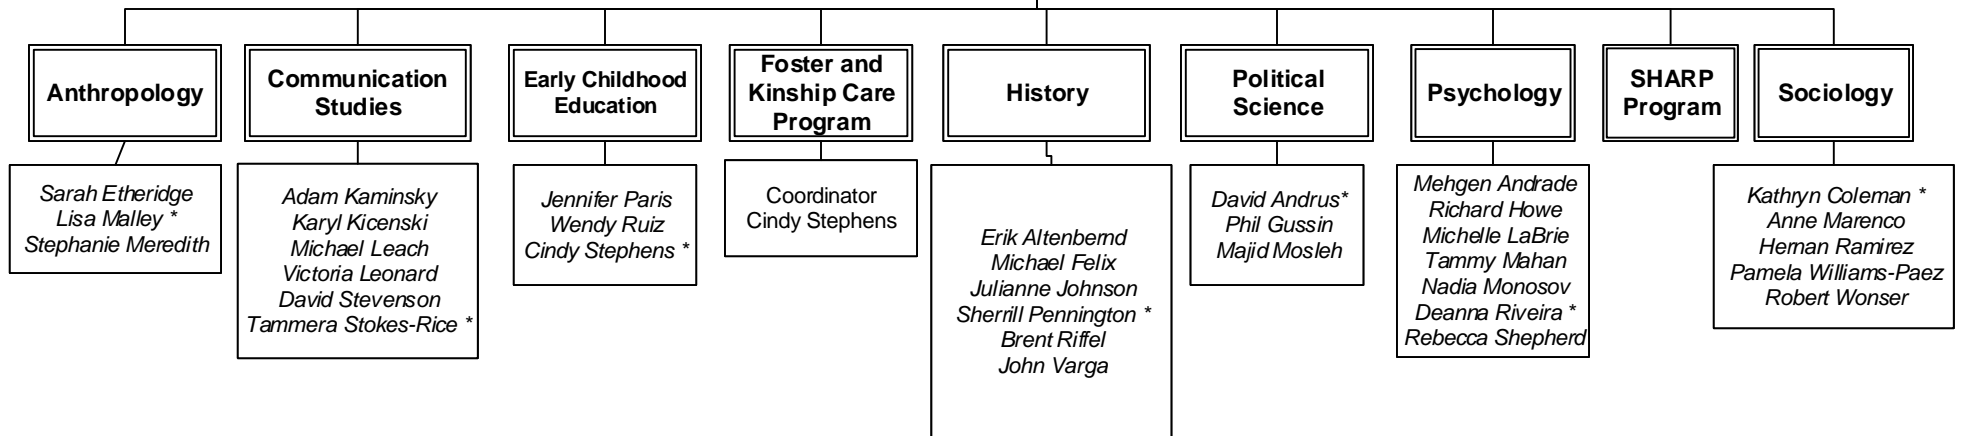 Anthropology
Sarah Etheridge
Lisa Malley *
Stephanie Meredith
Communication
Studies
Adam Kaminsky
Karyl Kicenski
Michael Leach
Victoria Leonard
David Stevenson
Tammera Stokes-Rice *
Early Childhood
Education
Jennifer Paris
Wendy Ruiz
Cindy Stephens *
Foster and
Kinship Care
Program
Coordinator
Cindy Stephens
History
Erik Altenbernd
Michael Felix
Julianne Johnson
Sherrill Pennington *
Brent Riffel
John Varga
Political
Science
David Andrus*
Phil Gussin
Majid Mosleh
Psychology
Mehgen Andrade
Richard Howe
Michelle LaBrie
Tammy Mahan
Nadia Monosov
Deanna Riveira *
Rebecca Shepherd
SHARP
Program
Sociology
Kathryn Coleman *
Anne Marenco
Hernan Ramirez
Pamela Williams-Paez
Robert Wonser